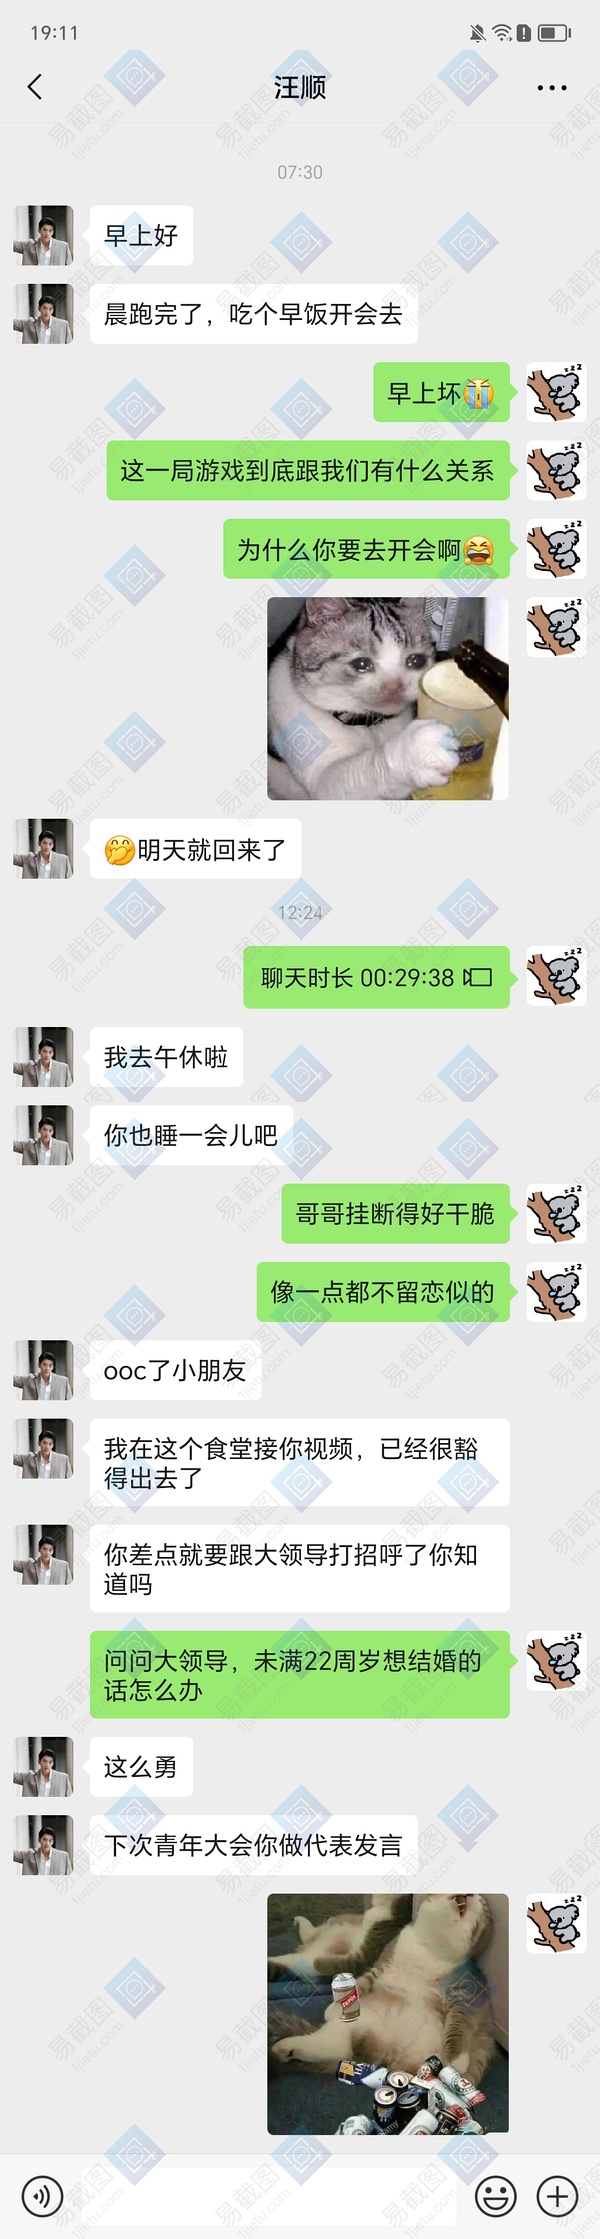 19:11
汪顺
07:30
早上好
晨跑完了，吃个早饭开会去
早上坏😭
这一局游戏到底跟我们有什么关系
为什么你要去开会啊😫
🤭明天就回来了
12:24
聊天时长 00:29:38
我去午休啦
你也睡一会儿吧
哥哥挂断得好干脆
像一点都不留恋似的
ooc了小朋友
我在这个食堂接你视频，已经很豁
得出去了
你差点就要跟大领导打招呼了你知
道吗
问问大领导，未满22周岁想结婚的
话怎么办
这么勇
下次青年大会你做代表发言
易截图
1jietu.com